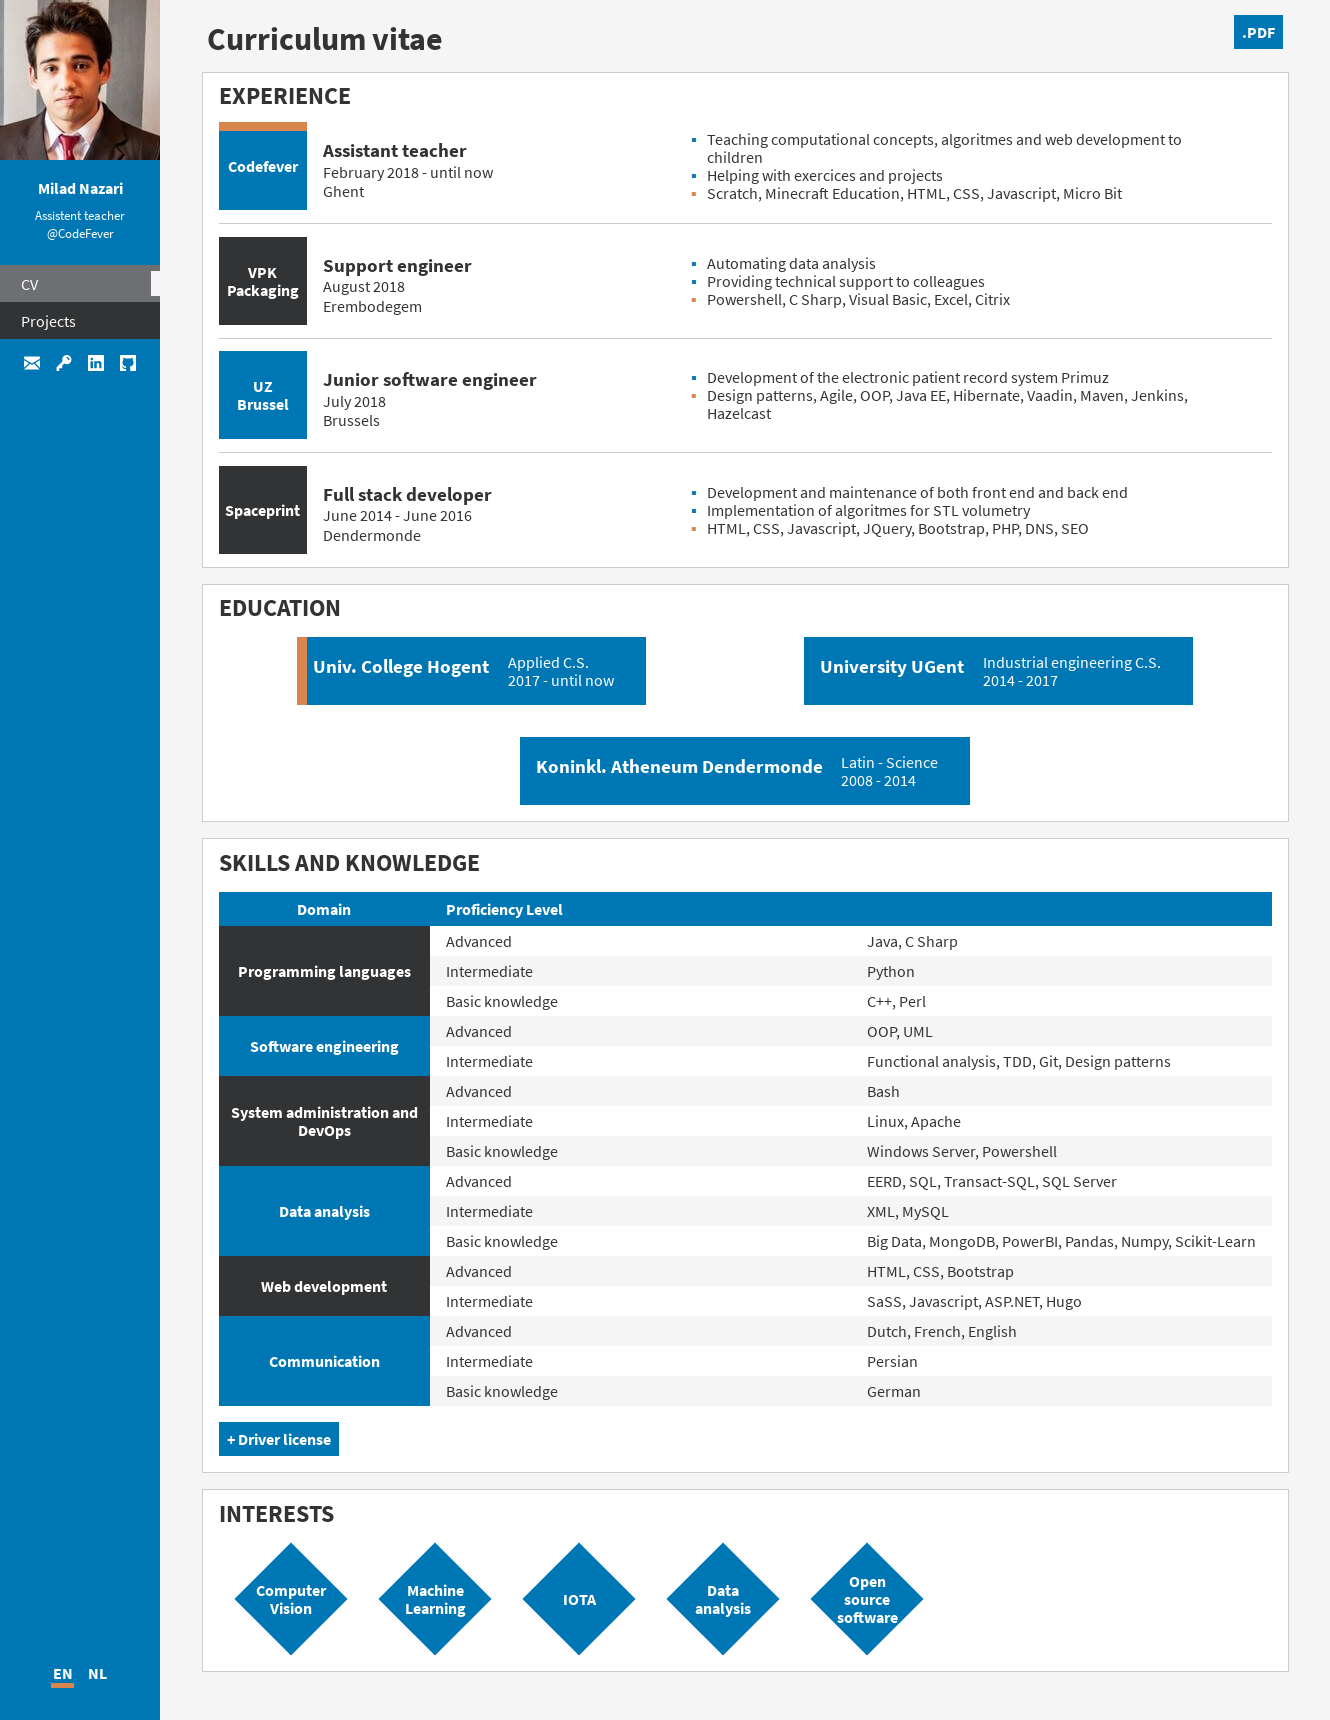 Milad Nazari
Assistent teacher
@CodeFever
CV
Projects
EN NL
Curriculum vitae
.PDF
EXPERIENCE
Codefever
Assistant teacher
February 2018 - until now
Ghent
Teaching computational concepts, algoritmes and web development to
children
Helping with exercices and projects
Scratch, Minecraft Education, HTML, CSS, Javascript, Micro Bit
VPK
Packaging
Support engineer
August 2018
Erembodegem
Automating data analysis
Providing technical support to colleagues
Powershell, C Sharp, Visual Basic, Excel, Citrix
UZ
Brussel
Junior software engineer
July 2018
Brussels
Development of the electronic patient record system Primuz
Design patterns, Agile, OOP, Java EE, Hibernate, Vaadin, Maven, Jenkins,
Hazelcast
Spaceprint
Full stack developer
June 2014 - June 2016
Dendermonde
Development and maintenance of both front end and back end
Implementation of algoritmes for STL volumetry
HTML, CSS, Javascript, JQuery, Bootstrap, PHP, DNS, SEO
EDUCATION
Univ. College Hogent
Applied C.S.
2017 - until now
University UGent
Industrial engineering C.S.
2014 - 2017
Koninkl. Atheneum Dendermonde
Latin - Science
2008 - 2014
SKILLS AND KNOWLEDGE
Domain Proficiency Level
Programming languages
Advanced Java, C Sharp
Intermediate Python
Basic knowledge C++, Perl
Software engineering
Advanced OOP, UML
Intermediate Functional analysis, TDD, Git, Design patterns
System administration and
DevOps
Advanced Bash
Intermediate Linux, Apache
Basic knowledge Windows Server, Powershell
Data analysis
Advanced EERD, SQL, Transact-SQL, SQL Server
Intermediate XML, MySQL
Basic knowledge Big Data, MongoDB, PowerBI, Pandas, Numpy, Scikit-Learn
Web development
Advanced HTML, CSS, Bootstrap
Intermediate SaSS, Javascript, ASP.NET, Hugo
Communication
Advanced Dutch, French, English
Intermediate Persian
Basic knowledge German
+ Driver license
INTERESTS
Computer
Vision
Machine
Learning
IOTA
Data
analysis
Open
source
software